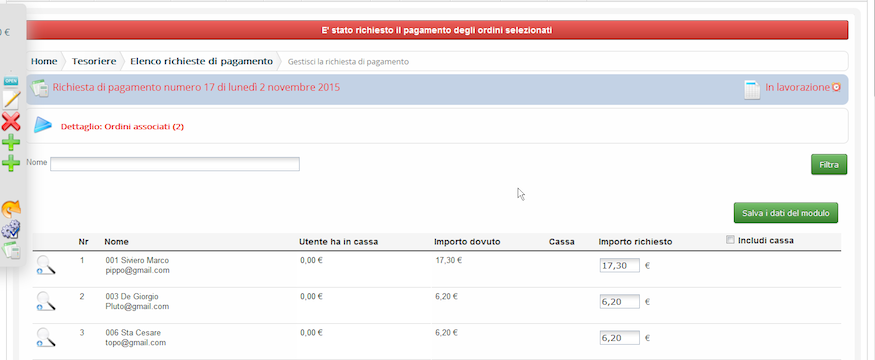 E' stato richiesto il pagamento degli ordini selezionati
€
Home Tesoriere Elenco richieste di pagamento Gestisci la richiesta di pagamento
Richiesta di pagamento numero 17 di lunedì 2 novembre 2015 In lavorazione
Dettaglio: Ordini associati (2)
Nome Filtra
Salva i dati del modulo
Nr Nome Utente ha in cassa Importo dovuto Cassa Importo richiesto Includi cassa
1 001 Siviero Marco 0,00 € 17,30 € 17,30 €
pippo@gmail.com
2 003 De Giorgio 0,00 € 6,20 € 6,20 €
Pluto@gmail.com
3 006 Sta Cesare 0,00 € 6,20 € 6,20 €
topo@gmail.com